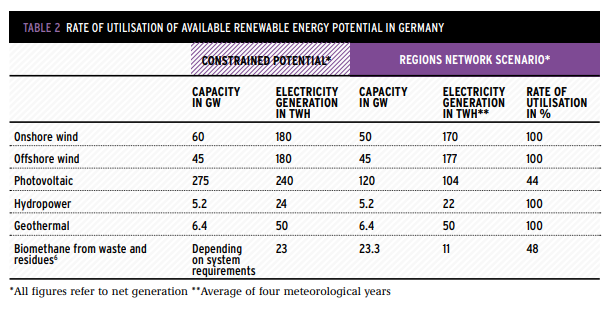 TABLE 2 RATE OF UTILISATION OF AVAILABLE RENEWABLE ENERGY POTENTIAL IN GERMANY
CONSTRAINED POTENTIAL* REGIONS NETWORK SCENARIO*
CAPACITY ELECTRICITY CAPACITY ELECTRICITY RATE OF
IN GW GENERATION IN GW GENERATION UTILISATION
IN TWH IN TWH** IN %
Onshore wind 60 180 50 170 100
Offshore wind 45 180 45 177 100
Photovoltaic 275 240 120 104 44
Hydropower 5.2 24 5.2 22 100
Geothermal 6.4 50 6.4 50 100
Biomethane from waste and Depending 23 23.3 11 48
residues⁶ on system
requirements
*All figures refer to net generation **Average of four meteorological years